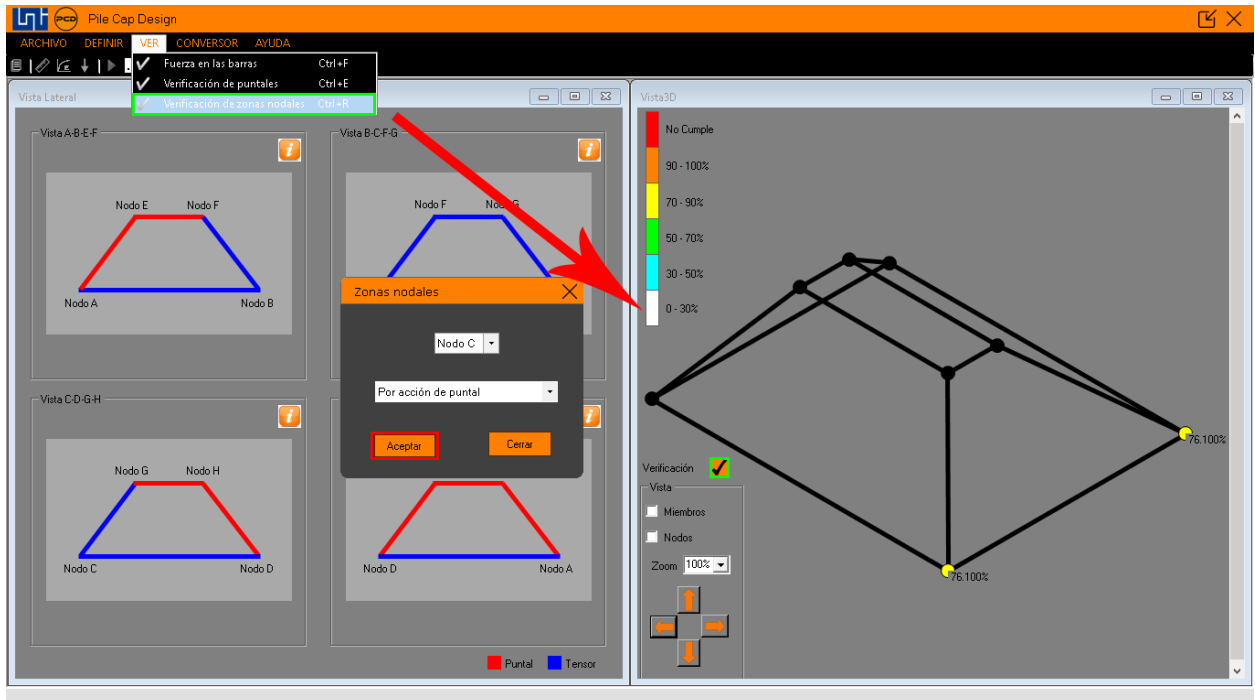 PCD Pile Cap Design
ARCHIVO DEFINIR VER CONVERSOR AYUDA
Fuerza en las barras Ctrl+F
Verificación de puntales Ctrl+E
Verificación de zonas nodales Ctrl+R
Vista Lateral
Vista A-B-E-F
i
Nodo E Nodo F
Nodo A Nodo B
Vista B-C-F-G
i
Nodo F
Zonas nodales
Nodo C
Por acción de puntal
Aceptar Cerrar
Vista C-D-G-H
i
Nodo G Nodo H
Nodo C Nodo D
i
Nodo D Nodo A
Puntal Tensor
Vista3D
No Cumple
90 - 100%
70 - 90%
50 - 70%
30 - 50%
0 - 30%
76.100%
76.100%
Verificación
Vista
Miembros
Nodos
Zoom 100%